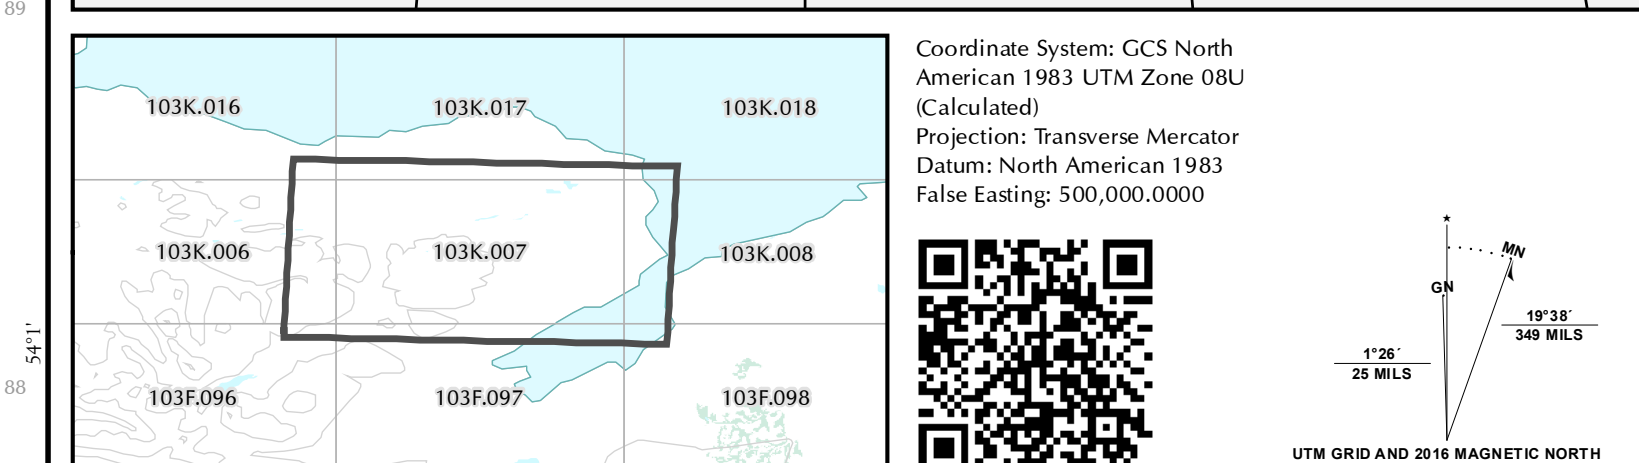 89
103K.016
103K.017
103K.018
103K.006
103K.007
103K.008
103F.096
103F.097
103F.098
54°1'
88
Coordinate System: GCS North
American 1983 UTM Zone 08U
(Calculated)
Projection: Transverse Mercator
Datum: North American 1983
False Easting: 500,000.0000
MN
GN
19°38´
349 MILS
1°26´
25 MILS
UTM GRID AND 2016 MAGNETIC NORTH